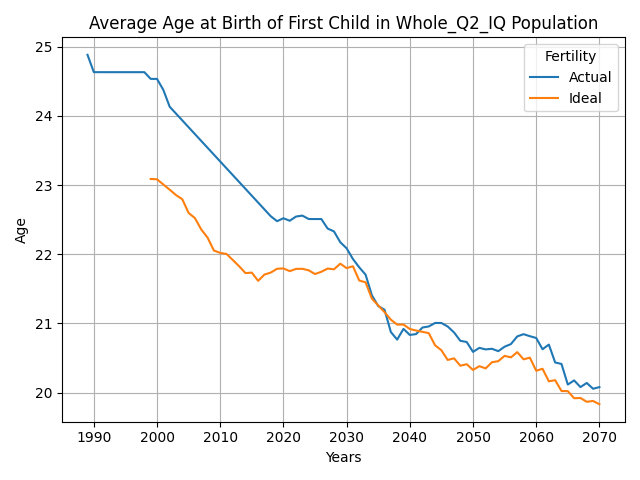 Average Age at Birth of First Child in Whole_Q2_IQ Population
Fertility
Actual
Ideal
25
24
23
22
21
20
Age
1990 2000 2010 2020 2030 2040 2050 2060 2070
Years